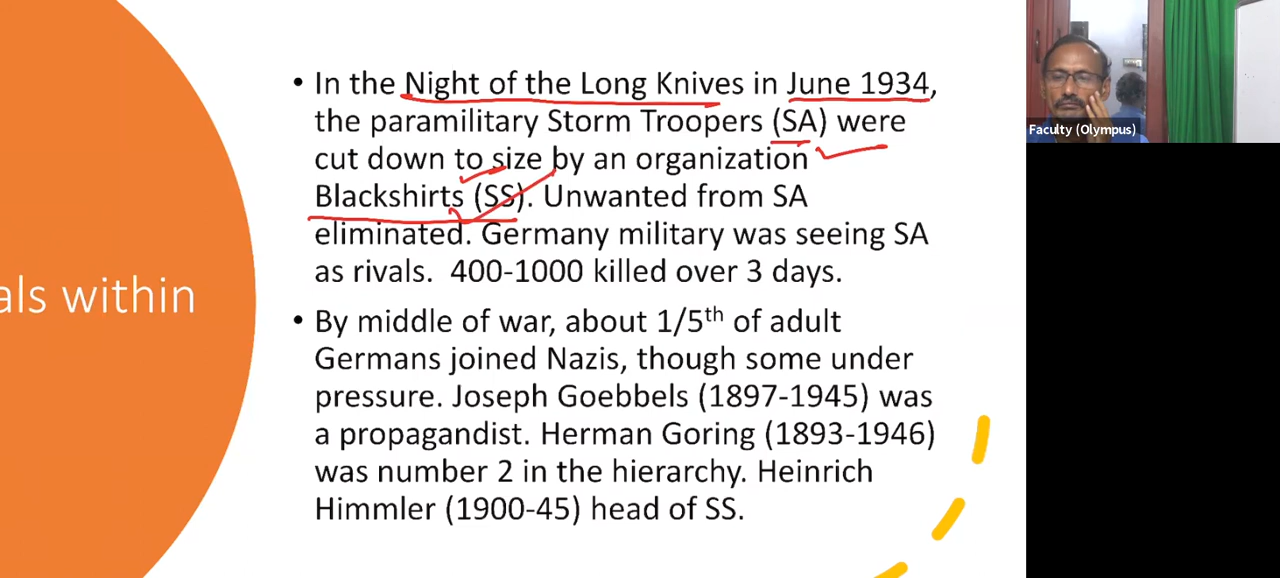 als within
• In the Night of the Long Knives in June 1934,
the paramilitary Storm Troopers (SA) were
cut down to size by an organization
Blackshirts (SS). Unwanted from SA
eliminated. Germany military was seeing SA
as rivals. 400-1000 killed over 3 days.
• By middle of war, about 1/5th of adult
Germans joined Nazis, though some under
pressure. Joseph Goebbels (1897-1945) was
a propagandist. Herman Goring (1893-1946)
was number 2 in the hierarchy. Heinrich
Himmler (1900-45) head of SS.
Faculty (Olympus)